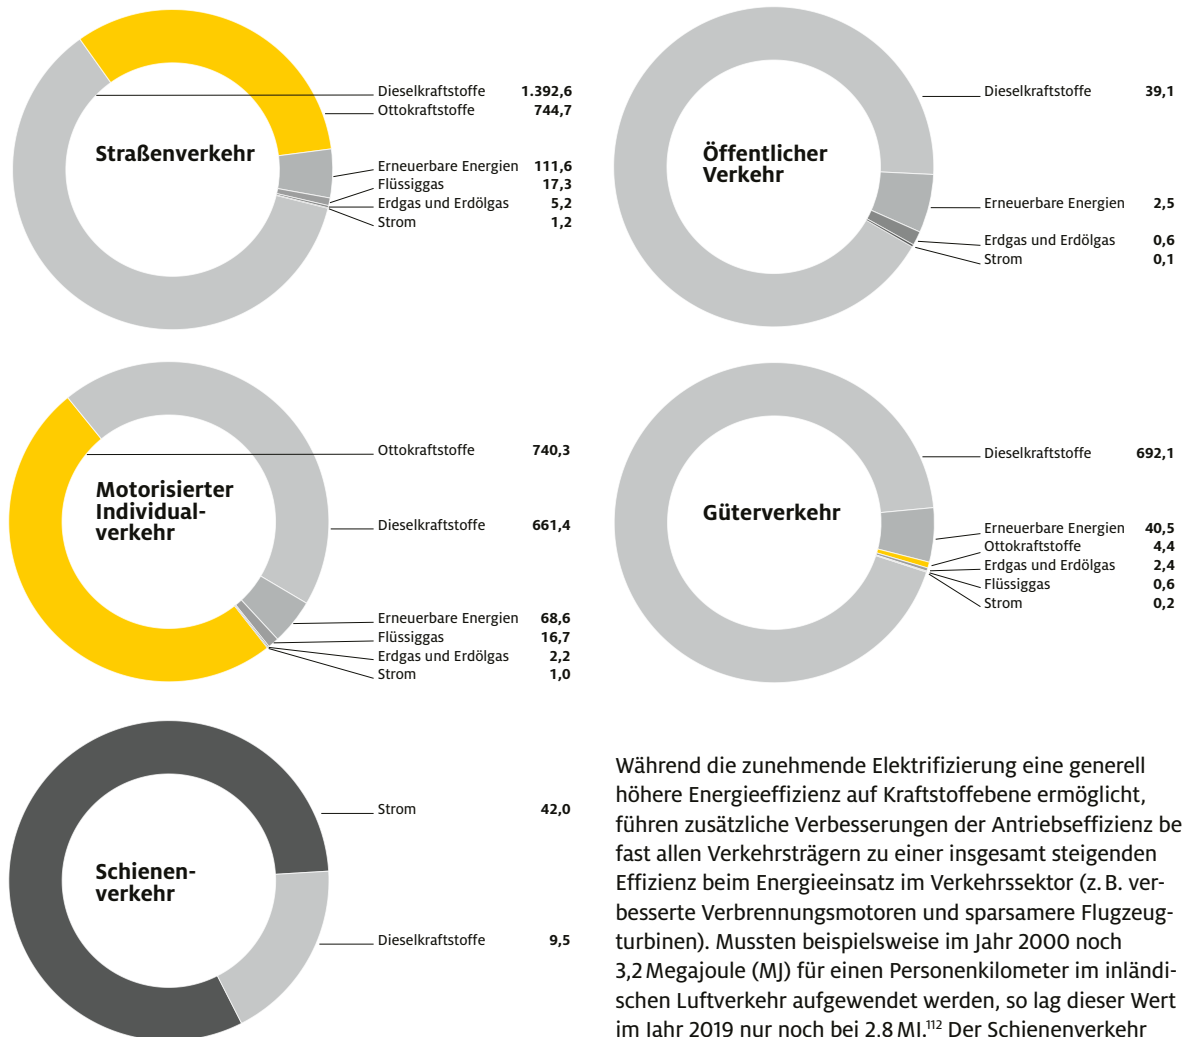 Straßenverkehr
Dieselkraftstoffe 1.392,6
Ottokraftstoffe 744,7
Erneuerbare Energien 111,6
Flüssiggas 17,3
Erdgas und Erdölgas 5,2
Strom 1,2
Öffentlicher
Verkehr
Dieselkraftstoffe 39,1
Erneuerbare Energien 2,5
Erdgas und Erdölgas 0,6
Strom 0,1
Motorisierter
Individual-
verkehr
Ottokraftstoffe 740,3
Dieselkraftstoffe 661,4
Erneuerbare Energien 68,6
Flüssiggas 16,7
Erdgas und Erdölgas 2,2
Strom 1,0
Güterverkehr
Dieselkraftstoffe 692,1
Erneuerbare Energien 40,5
Ottokraftstoffe 4,4
Erdgas und Erdölgas 2,4
Flüssiggas 0,6
Strom 0,2
Schienen-
verkehr
Strom 42,0
Dieselkraftstoffe 9,5
Während die zunehmende Elektrifizierung eine generell
höhere Energieeffizienz auf Kraftstoffebene ermöglicht,
führen zusätzliche Verbesserungen der Antriebseffizienz be
fast allen Verkehrsträgern zu einer insgesamt steigenden
Effizienz beim Energieeinsatz im Verkehrssektor (z. B. ver-
besserte Verbrennungsmotoren und sparsamere Flugzeug-
turbinen). Mussten beispielsweise im Jahr 2000 noch
3,2 Megajoule (MJ) für einen Personenkilometer im inländi-
schen Luftverkehr aufgewendet werden, so lag dieser Wert
im Jahr 2019 nur noch bei 2,8 MJ.¹¹² Der Schienenverkehr